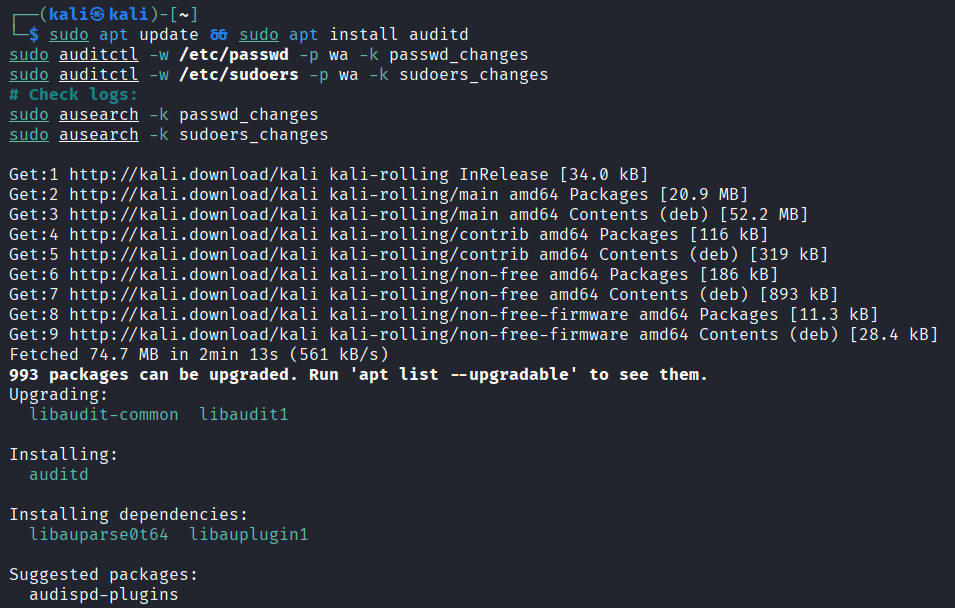 ┌──(kali㉿kali)-[~]
└─$ sudo apt update && sudo apt install auditd
sudo auditctl -w /etc/passwd -p wa -k passwd_changes
sudo auditctl -w /etc/sudoers -p wa -k sudoers_changes
# Check logs:
sudo ausearch -k passwd_changes
sudo ausearch -k sudoers_changes
Get:1 http://kali.download/kali kali-rolling InRelease [34.0 kB]
Get:2 http://kali.download/kali kali-rolling/main amd64 Packages [20.9 MB]
Get:3 http://kali.download/kali kali-rolling/main amd64 Contents (deb) [52.2 MB]
Get:4 http://kali.download/kali kali-rolling/contrib amd64 Packages [116 kB]
Get:5 http://kali.download/kali kali-rolling/contrib amd64 Contents (deb) [319 kB]
Get:6 http://kali.download/kali kali-rolling/non-free amd64 Packages [186 kB]
Get:7 http://kali.download/kali kali-rolling/non-free amd64 Contents (deb) [893 kB]
Get:8 http://kali.download/kali kali-rolling/non-free-firmware amd64 Packages [11.3 kB]
Get:9 http://kali.download/kali kali-rolling/non-free-firmware amd64 Contents (deb) [28.4 kB]
Fetched 74.7 MB in 2min 13s (561 kB/s)
993 packages can be upgraded. Run 'apt list --upgradable' to see them.
Upgrading:
  libaudit-common  libaudit1
Installing:
  auditd
Installing dependencies:
  libauparse0t64  libauplugin1
Suggested packages:
  audispd-plugins